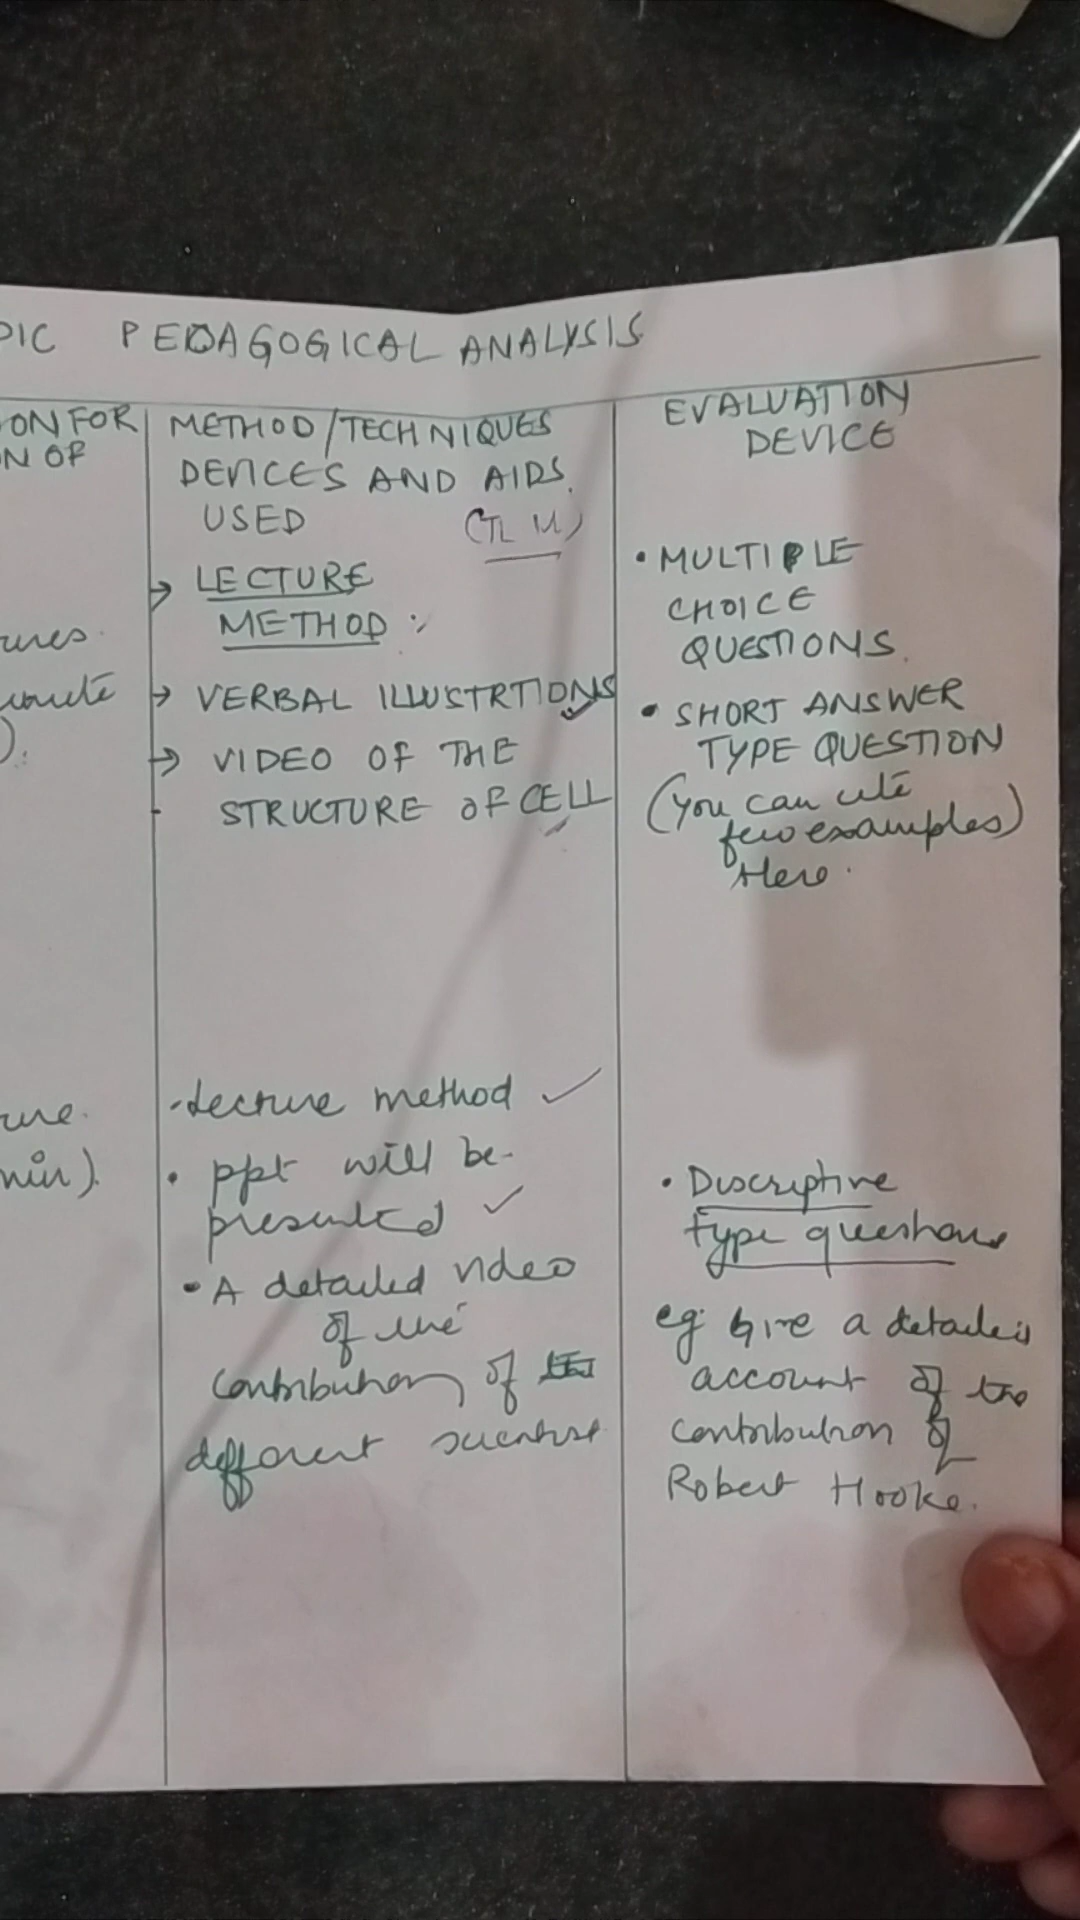 PIC PEDAGOGICAL ANALYSIS
ON FOR
N OF
ures.
).
ure.
min).
METHOD/TECHNIQUES
DEVICES AND AIDS.
USED (TLM)
→ LECTURE
METHOD :-
→ VERBAL ILLUSTRTIONS
→ VIDEO OF THE
STRUCTURE OF CELL
• Lecture method ✓
• ppt will be
presented ✓
• A detailed video
of the
contribution of
different scientist
EVALUATION
DEVICE
• MULTIPLE
CHOICE
QUESTIONS.
• SHORT ANSWER
TYPE QUESTION
(You can cite
few examples)
Here.
• Discriptive
type questions
eg: Give a detailed
account of the
contribution of
Robert Hooke.